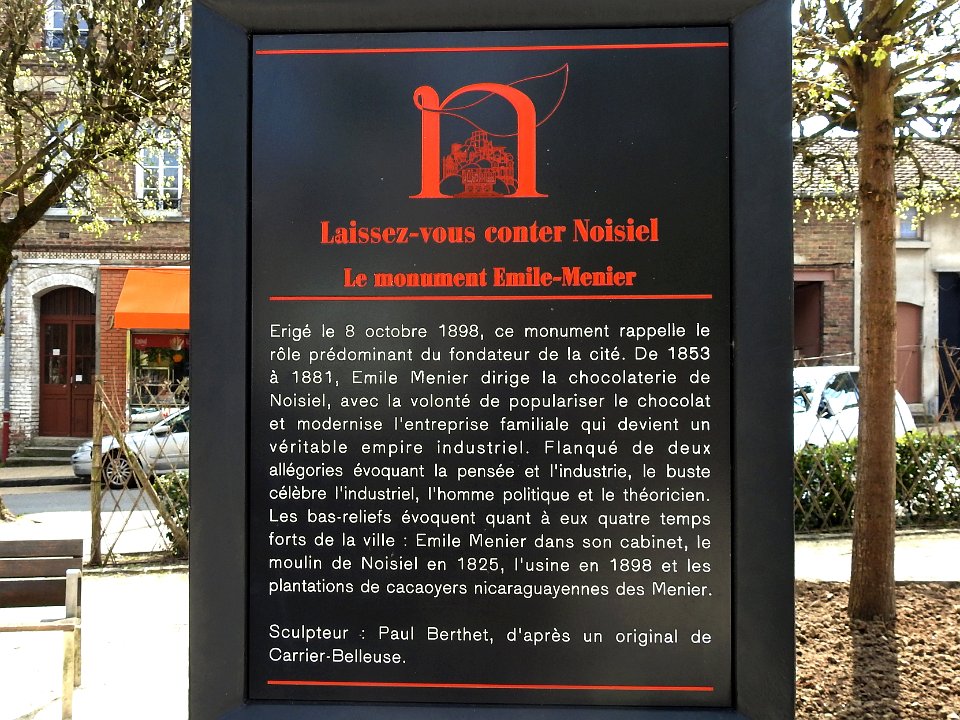 n
Laissez-vous conter Noisiel
Le monument Emile-Menier
Erigé le 8 octobre 1898, ce monument rappelle le
rôle prédominant du fondateur de la cité. De 1853
à 1881, Emile Menier dirige la chocolaterie de
Noisiel, avec la volonté de populariser le chocolat
et modernise l'entreprise familiale qui devient un
véritable empire industriel. Flanqué de deux
allégories évoquant la pensée et l'industrie, le buste
célèbre l'industriel, l'homme politique et le théoricien.
Les bas-reliefs évoquent quant à eux quatre temps
forts de la ville : Emile Menier dans son cabinet, le
moulin de Noisiel en 1825, l'usine en 1898 et les
plantations de cacaoyers nicaraguayennes des Menier.
Sculpteur : Paul Berthet, d'après un original de
Carrier-Belleuse.